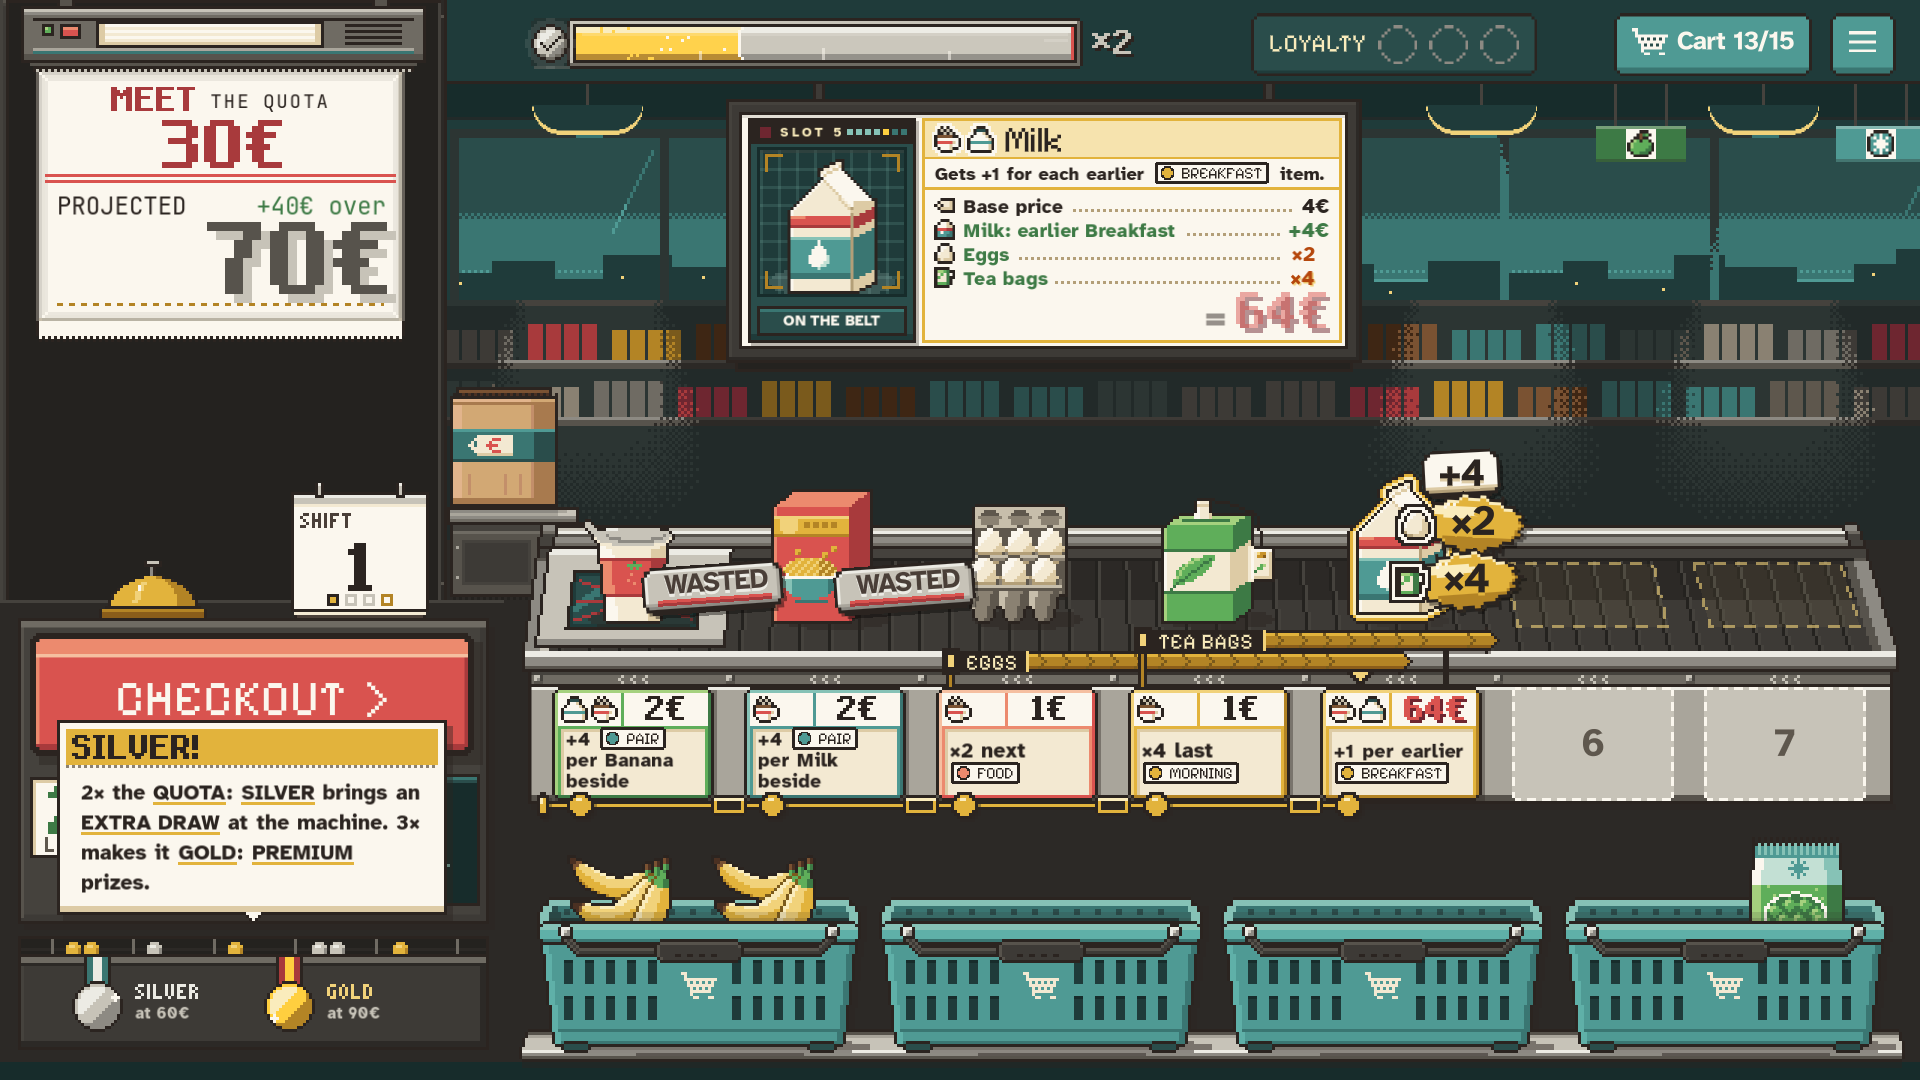 MEET THE QUOTA
30€
PROJECTED +40€ over
70€
×2
LOYALTY
Cart 13/15
SLOT 5
ON THE BELT
Milk
Gets +1 for each earlier BREAKFAST item.
Base price 4€
Milk: earlier Breakfast +4€
Eggs ×2
Tea bags ×4
= 64€
€
SHIFT
1
+4
×2
×4
WASTED
WASTED
TEA BAGS
EGGS
CHECKOUT >
2€
+4 PAIR
per Banana
beside
2€
+4 PAIR
per Milk
beside
1€
×2 next
FOOD
1€
×4 last
MORNING
64€
+1 per earlier
BREAKFAST
6
7
SILVER!
2× the QUOTA: SILVER brings an
EXTRA DRAW at the machine. 3×
makes it GOLD: PREMIUM
prizes.
L
SILVER
at 60€
GOLD
at 90€